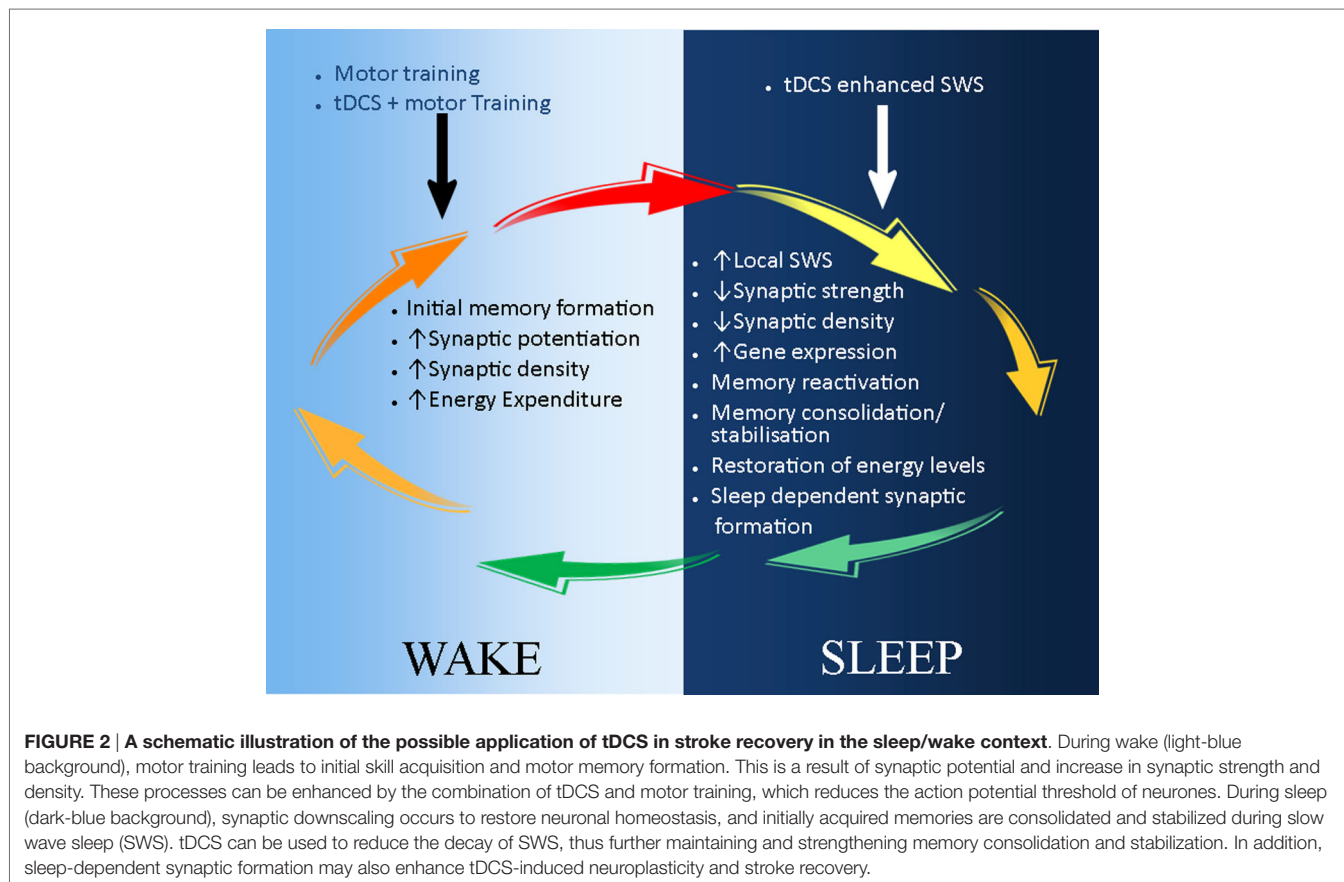 • Motor training
• tDCS + motor Training
• tDCS enhanced SWS
• Initial memory formation
• ↑Synaptic potentiation
• ↑Synaptic density
• ↑Energy Expenditure
• ↑Local SWS
• ↓Synaptic strength
• ↓Synaptic density
• ↑Gene expression
• Memory reactivation
• Memory consolidation/
stabilisation
• Restoration of energy levels
• Sleep dependent synaptic
formation
WAKE
SLEEP
FIGURE 2 | A schematic illustration of the possible application of tDCS in stroke recovery in the sleep/wake context. During wake (light-blue
background), motor training leads to initial skill acquisition and motor memory formation. This is a result of synaptic potential and increase in synaptic strength and
density. These processes can be enhanced by the combination of tDCS and motor training, which reduces the action potential threshold of neurones. During sleep
(dark-blue background), synaptic downscaling occurs to restore neuronal homeostasis, and initially acquired memories are consolidated and stabilized during slow
wave sleep (SWS). tDCS can be used to reduce the decay of SWS, thus further maintaining and strengthening memory consolidation and stabilization. In addition,
sleep-dependent synaptic formation may also enhance tDCS-induced neuroplasticity and stroke recovery.